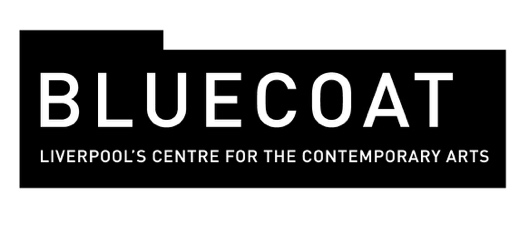 BLUECOAT
LIVERPOOL'S CENTRE FOR THE CONTEMPORARY ARTS